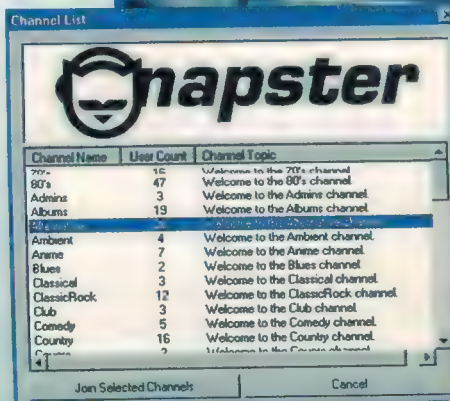 Channel List
napster
Channel Name User Count Channel Topic
70's 16 Welcome to the 70's channel
80's 47 Welcome to the 80's channel.
Admins 3 Welcome to the Admins channel.
Albums 19 Welcome to the Albums channel.
Ambient 4 Welcome to the Ambient channel.
Anime 7 Welcome to the Anime channel.
Blues 2 Welcome to the Blues channel.
Classical 3 Welcome to the Classical channel.
ClassicRock 12 Welcome to the ClassicRock channel.
Club 3 Welcome to the Club channel.
Comedy 5 Welcome to the Comedy channel.
Country 16 Welcome to the Country channel.
Join Selected Channels Cancel